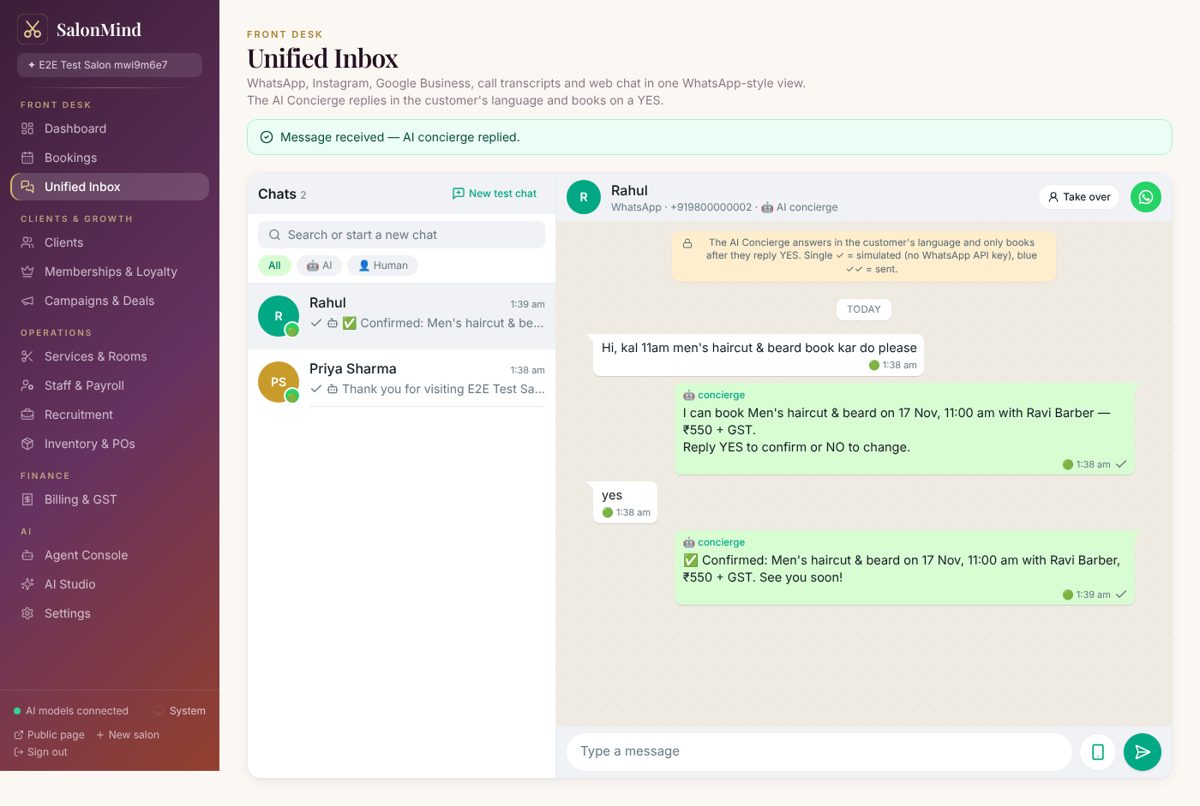 SalonMind
✦ E2E Test Salon mwi9m6e7
FRONT DESK
Dashboard
Bookings
Unified Inbox
CLIENTS & GROWTH
Clients
Memberships & Loyalty
Campaigns & Deals
OPERATIONS
Services & Rooms
Staff & Payroll
Recruitment
Inventory & POs
FINANCE
Billing & GST
AI
Agent Console
AI Studio
Settings
AI models connected
System
Public page
+ New salon
Sign out
FRONT DESK
Unified Inbox
WhatsApp, Instagram, Google Business, call transcripts and web chat in one WhatsApp-style view.
The AI Concierge replies in the customer's language and books on a YES.
Message received — AI concierge replied.
Chats 2
New test chat
Search or start a new chat
All
🤖 AI
👤 Human
R
Rahul
1:39 am
✓ 🤖 ✅ Confirmed: Men's haircut & be...
PS
Priya Sharma
1:38 am
✓ 🤖 Thank you for visiting E2E Test Sa...
R
Rahul
WhatsApp · +919800000002 · 🤖 AI concierge
Take over
The AI Concierge answers in the customer's language and only books
after they reply YES. Single ✓ = simulated (no WhatsApp API key), blue
✓✓ = sent.
TODAY
Hi, kal 11am men's haircut & beard book kar do please
🟢 1:38 am
🤖 concierge
I can book Men's haircut & beard on 17 Nov, 11:00 am with Ravi Barber —
₹550 + GST.
Reply YES to confirm or NO to change.
🟢 1:38 am ✓
yes
🟢 1:38 am
🤖 concierge
✅ Confirmed: Men's haircut & beard on 17 Nov, 11:00 am with Ravi Barber,
₹550 + GST. See you soon!
🟢 1:39 am ✓
Type a message